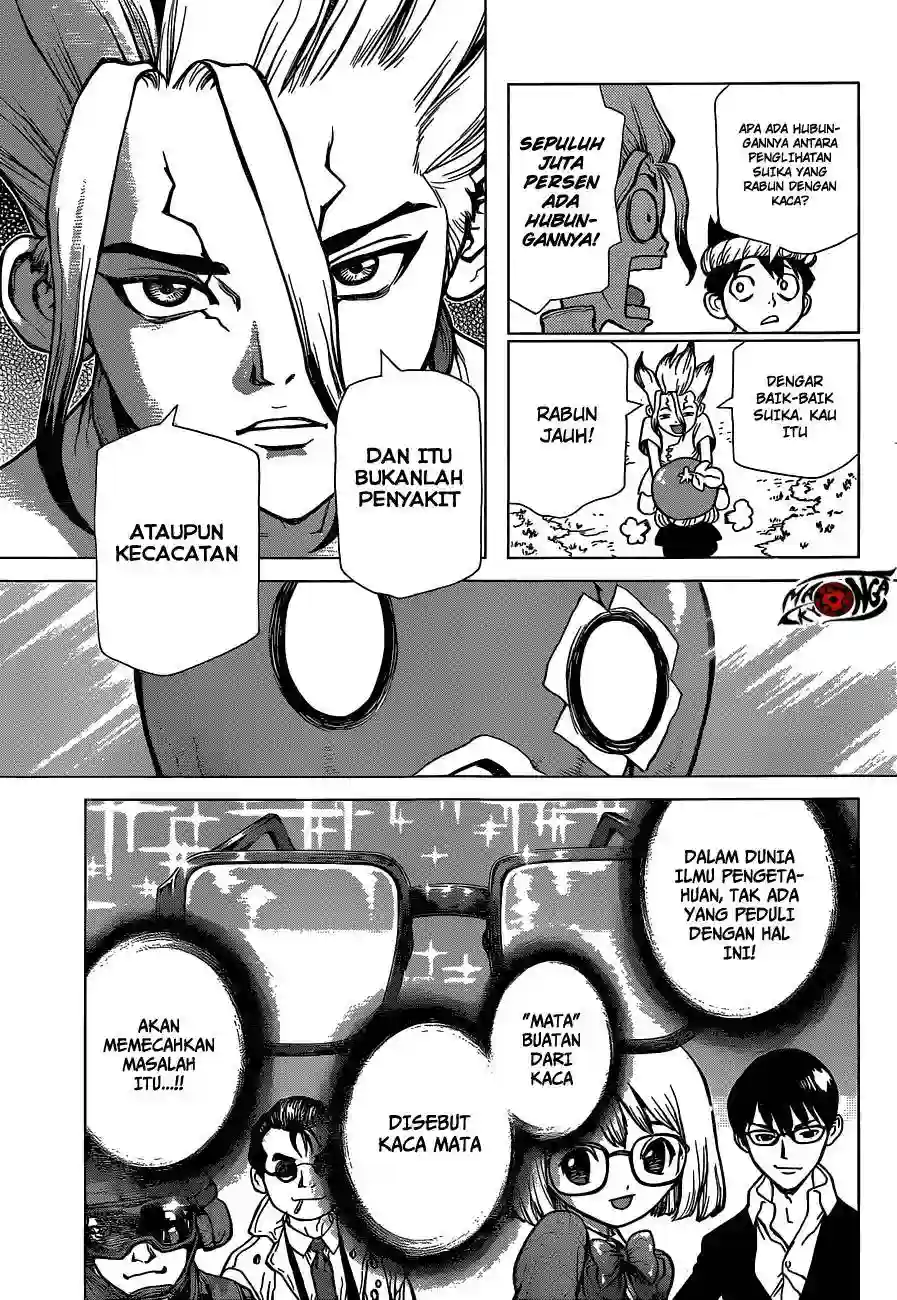 APA ADA HUBUN-
GANNYA ANTARA
PENGLIHATAN
SUIKA YANG
RABUN DENGAN
KACA?
SEPULUH
JUTA
PERSEN
ADA
HUBUN-
GANNYA!
DENGAR
BAIK-BAIK
SUIKA. KAU
ITU
RABUN
JAUH!
DAN ITU
BUKANLAH
PENYAKIT
ATAUPUN
KECACATAN
MANGA
KI
DALAM DUNIA
ILMU PENGETA-
HUAN, TAK ADA
YANG PEDULI
DENGAN HAL
INI!
"MATA"
BUATAN
DARI
KACA
DISEBUT
KACA MATA
AKAN
MEMECAHKAN
MASALAH
ITU...!!